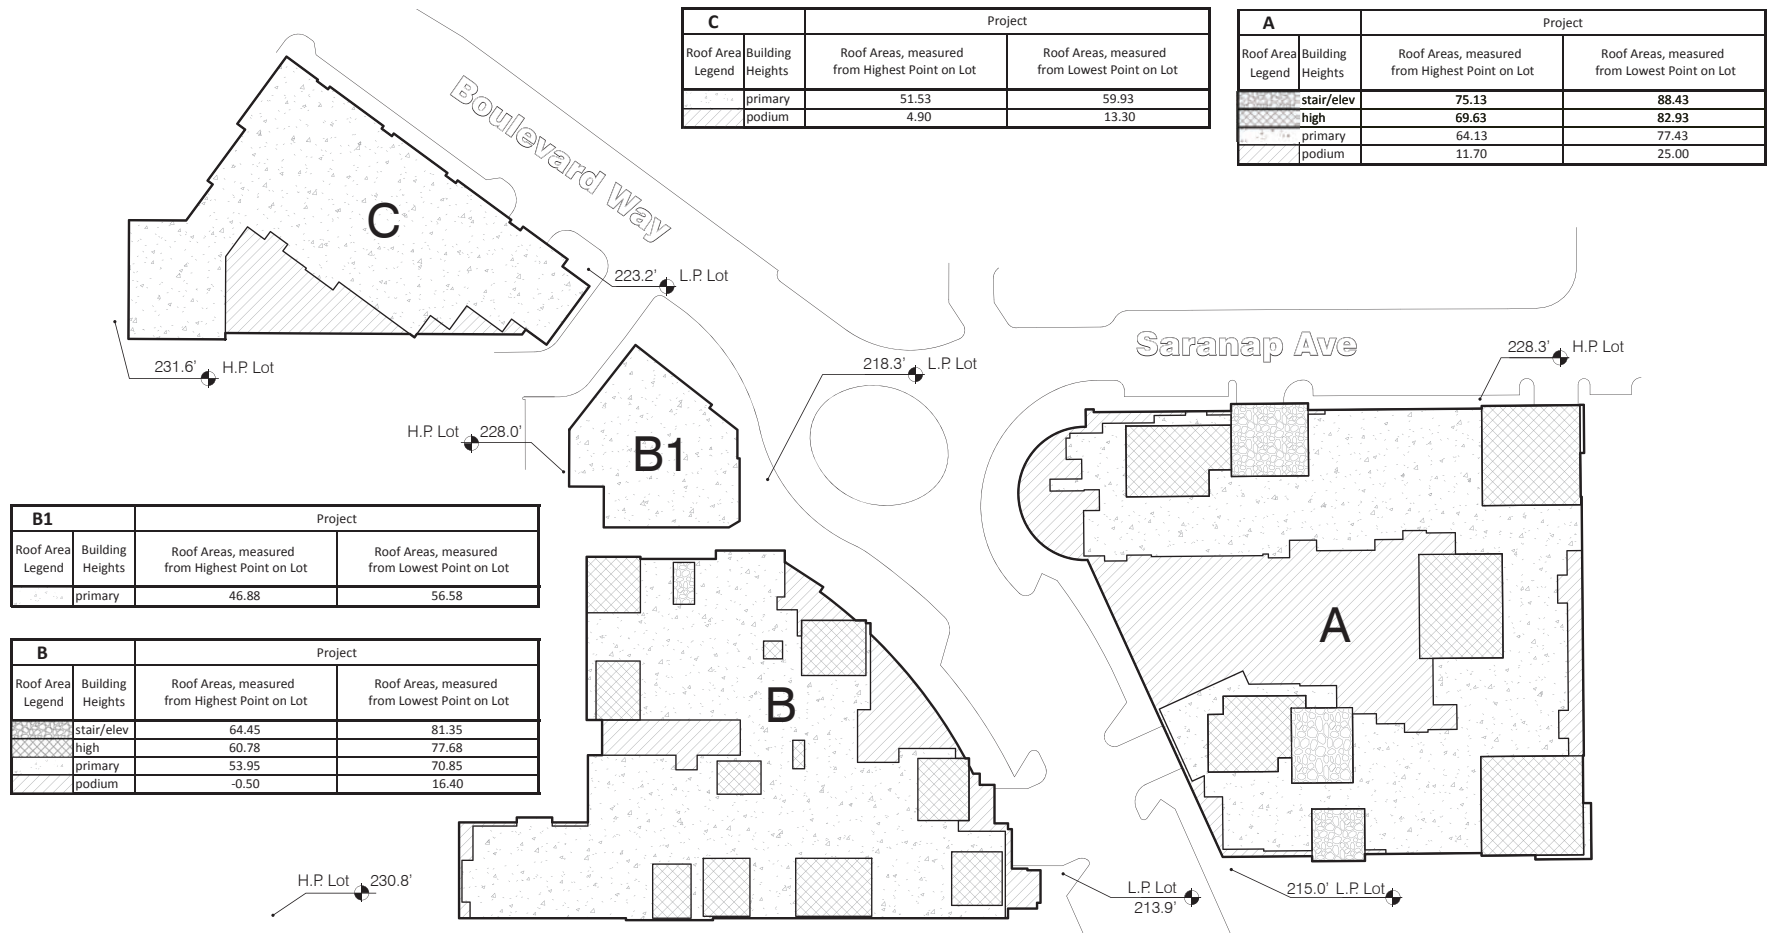 C
Project
Roof Area Legend
Building Heights
Roof Areas, measured from Highest Point on Lot
Roof Areas, measured from Lowest Point on Lot
primary 51.53 59.93
podium 4.90 13.30
A
Project
Roof Area Legend
Building Heights
Roof Areas, measured from Highest Point on Lot
Roof Areas, measured from Lowest Point on Lot
stair/elev 75.13 88.43
high 69.63 82.93
primary 64.13 77.43
podium 11.70 25.00
Boulevard Way
C
223.2' L.P. Lot
231.6' H.P. Lot
Saranap Ave
228.3' H.P. Lot
218.3' L.P. Lot
H.P. Lot 228.0'
B1
B1
Project
Roof Area Legend
Building Heights
Roof Areas, measured from Highest Point on Lot
Roof Areas, measured from Lowest Point on Lot
primary 46.88 56.58
A
B
Project
Roof Area Legend
Building Heights
Roof Areas, measured from Highest Point on Lot
Roof Areas, measured from Lowest Point on Lot
stair/elev 64.45 81.35
high 60.78 77.68
primary 53.95 70.85
podium -0.50 16.40
B
H.P. Lot 230.8'
L.P. Lot
213.9'
215.0' L.P. Lot